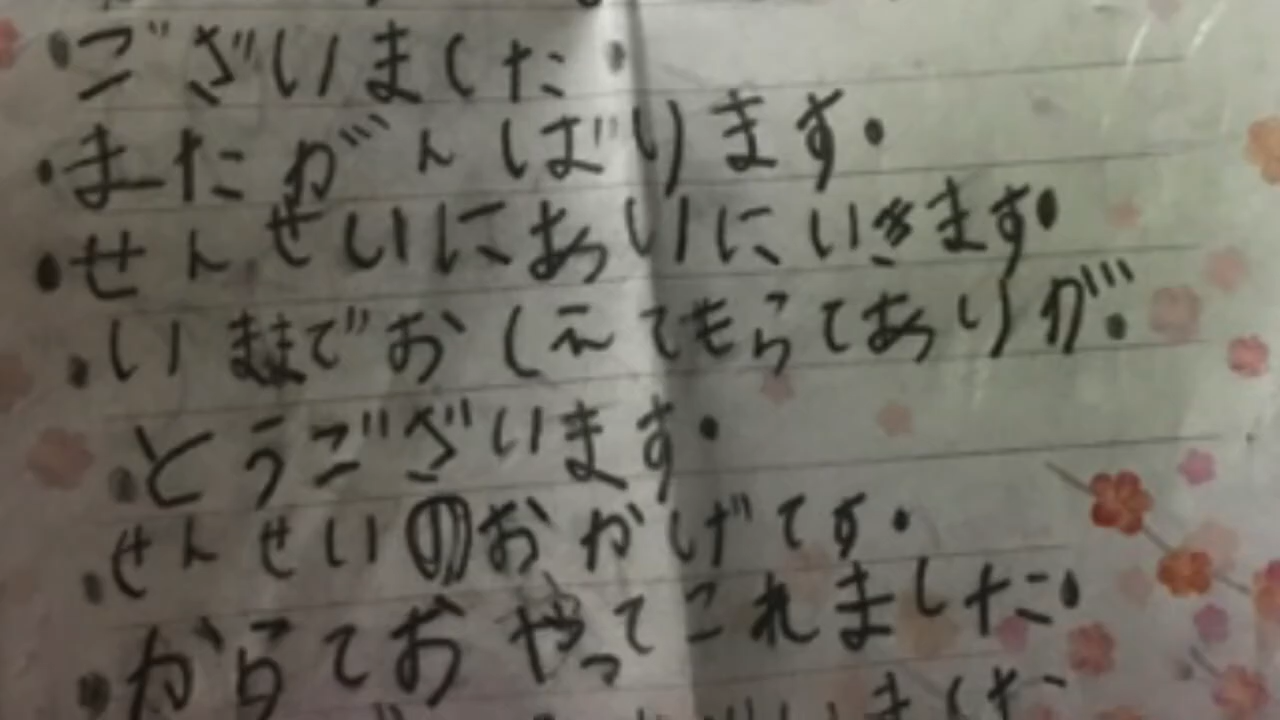 ・ございました・
・またがんばります・
・せんせいにあいにいきます・
・いままでおしえてもらてありが・
・とうございます・
・せんせいのおかげです・
・からておやってこれました・